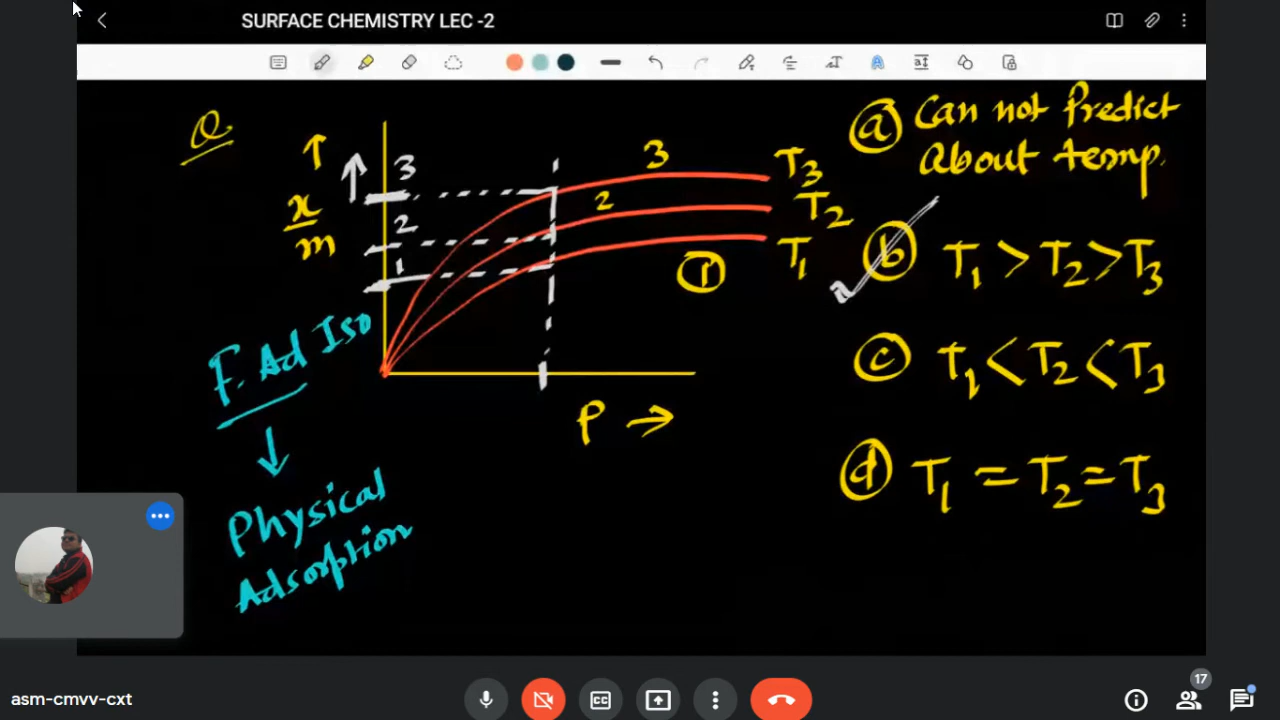 SURFACE CHEMISTRY LEC -2
Q
↑
x/m
3
2
1
3
2
1
T3
T2
T1
P →
F. Ad Iso
↓
Physical
Adsorption
a Can not Predict
About temp.
b T1 > T2 > T3
c T1 < T2 < T3
d T1 = T2 = T3
asm-cmvv-cxt
CC
17